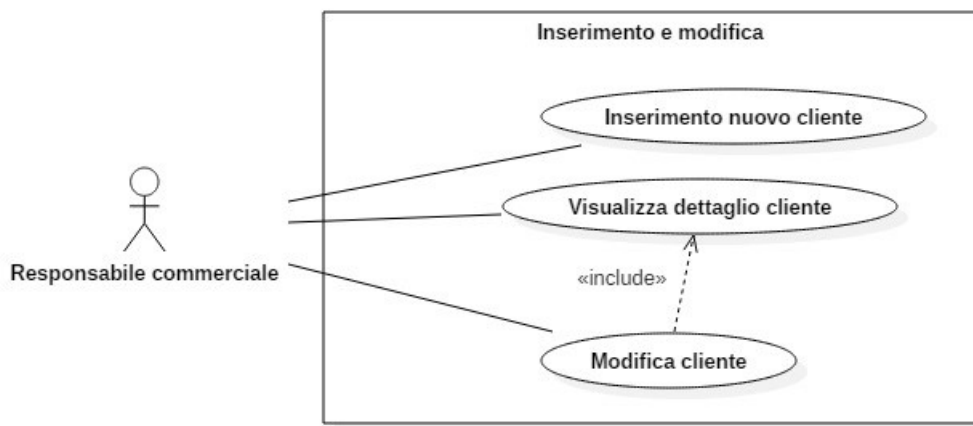 Inserimento e modifica
Inserimento nuovo cliente
Visualizza dettaglio cliente
Responsabile commerciale
«include»
Modifica cliente